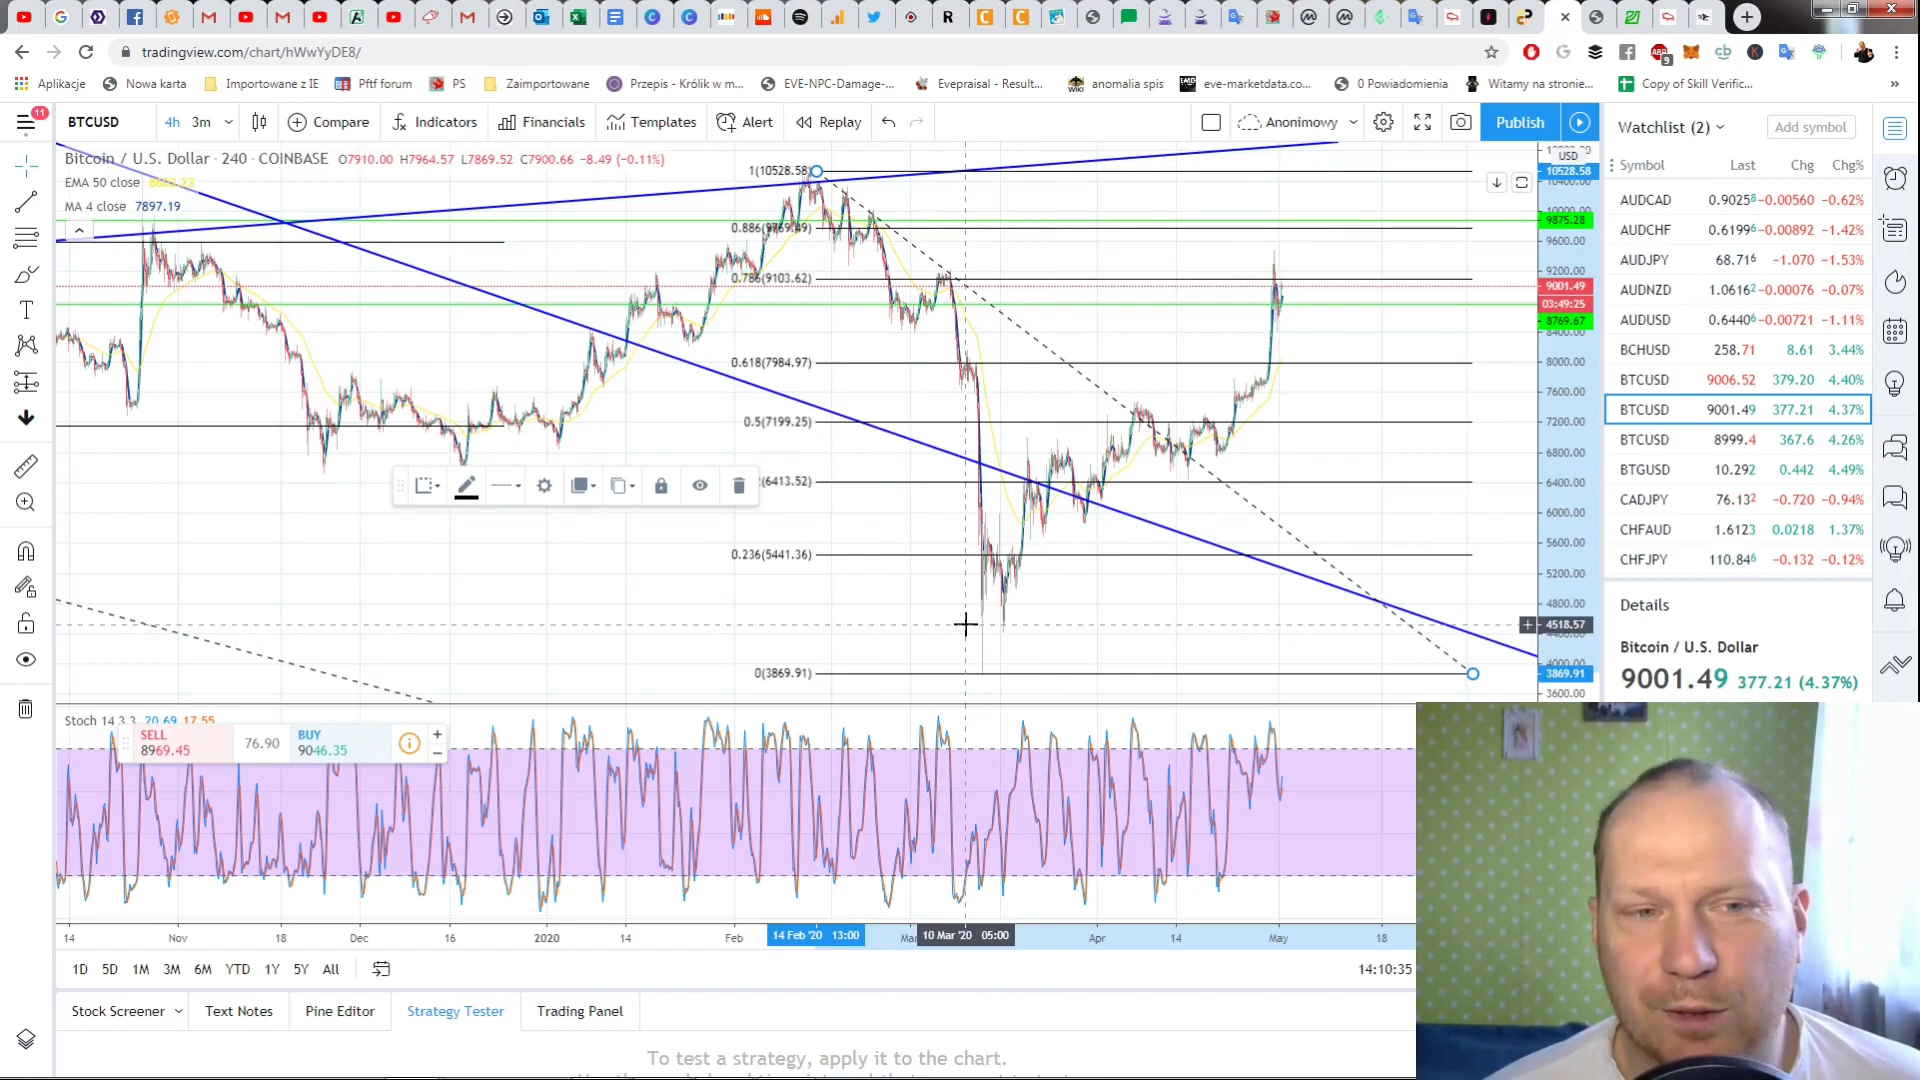 tradingview.com/chart/hWwYyDE8/
Aplikacje
Nowa karta
Importowane z IE
Pftf forum
PS
Zaimportowane
Przepis - Królik w m...
EVE-NPC-Damage-...
Evepraisal - Result...
anomalia spis
eve-marketdata.co...
0 Powiadomienia
Witamy na stronie...
Copy of Skill Verific...
11
BTCUSD
4h 3m
Compare
Indicators
Financials
Templates
Alert
Replay
Anonimowy
Publish
Watchlist (2)
Add symbol
Bitcoin / U.S. Dollar · 240 · COINBASE O7910.00 H7964.57 L7869.52 C7900.66 -8.49 (-0.11%)
EMA 50 close
MA 4 close 7897.19
1(10528.58)
0.886(9769.49)
0.786(9103.62)
0.618(7984.97)
0.5(7199.25)
(6413.52)
0.236(5441.36)
0(3869.91)
USD
10528.58
10400.00
10000.00
9875.28
9600.00
9200.00
9001.49
03:49:25
8769.67
8400.00
8000.00
7600.00
7200.00
6800.00
6400.00
6000.00
5600.00
5200.00
4800.00
4518.57
4000.00
3869.91
3600.00
Symbol Last Chg Chg%
AUDCAD 0.90258 -0.00560 -0.62%
AUDCHF 0.61996 -0.00892 -1.42%
AUDJPY 68.716 -1.070 -1.53%
AUDNZD 1.06162 -0.00076 -0.07%
AUDUSD 0.64406 -0.00721 -1.11%
BCHUSD 258.71 8.61 3.44%
BTCUSD 9006.52 379.20 4.40%
BTCUSD 9001.49 377.21 4.37%
BTCUSD 8999.4 367.6 4.26%
BTGUSD 10.292 0.442 4.49%
CADJPY 76.132 -0.720 -0.94%
CHFAUD 1.6123 0.0218 1.37%
CHFJPY 110.846 -0.132 -0.12%
Details
Bitcoin / U.S. Dollar
9001.49 377.21 (4.37%)
Stoch 14 3 3 20.69 17.55
SELL
8969.45
76.90
BUY
9046.35
14 Nov 18 Dec 16 2020 14 Feb 14 Feb '20 13:00 Mar 10 Mar '20 05:00 Apr 14 May 18
1D 5D 1M 3M 6M YTD 1Y 5Y All
14:10:35
Stock Screener
Text Notes
Pine Editor
Strategy Tester
Trading Panel
To test a strategy, apply it to the chart.